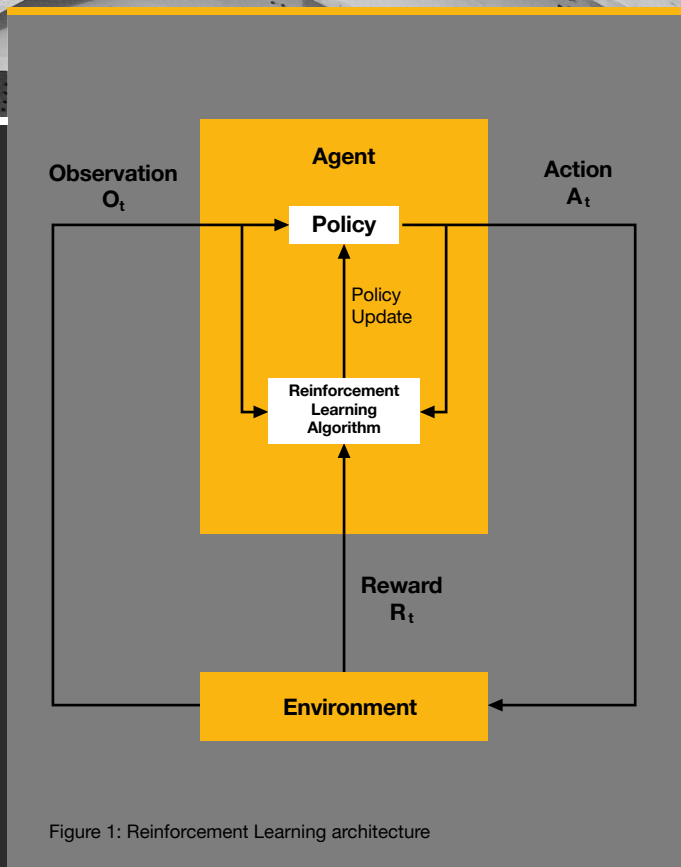 Agent
Observation
Ot
Action
At
Policy
Policy
Update
Reinforcement
Learning
Algorithm
Reward
Rt
Environment
Figure 1: Reinforcement Learning architecture